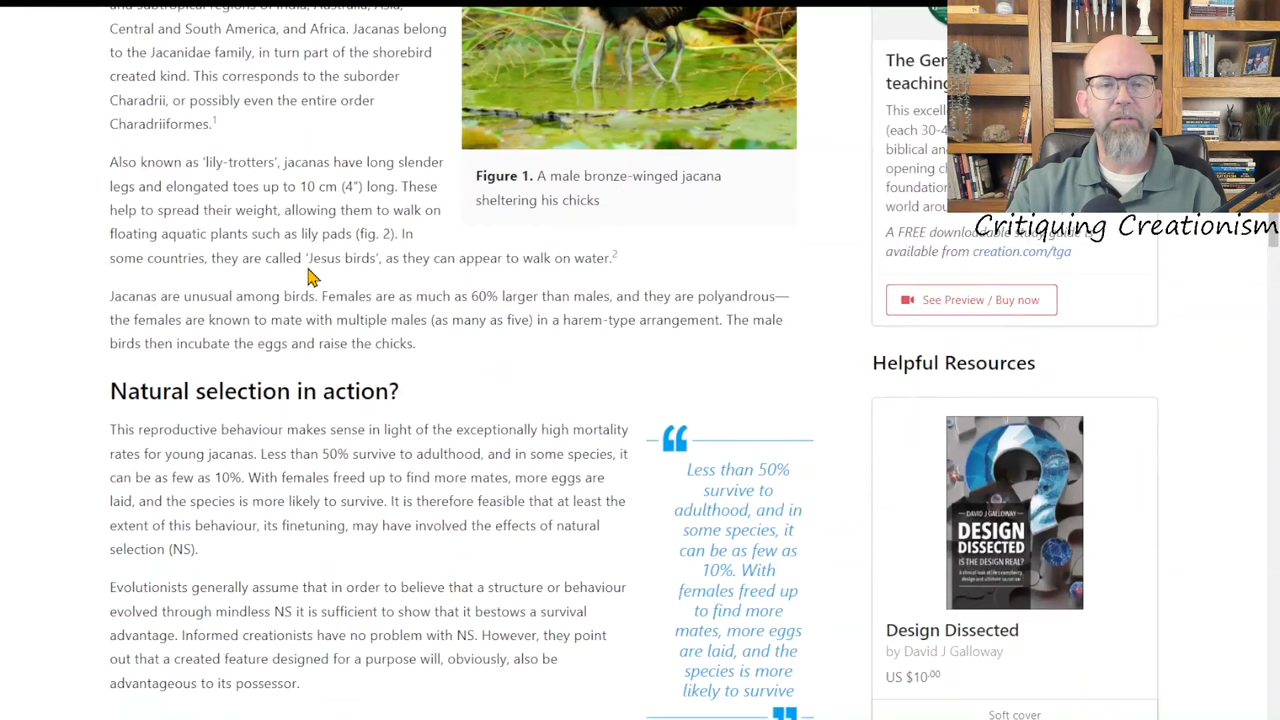 and subtropical regions of India, Australia, Asia,
Central and South America, and Africa. Jacanas belong
to the Jacanidae family, in turn part of the shorebird
created kind. This corresponds to the suborder
Charadrii, or possibly even the entire order
Charadriiformes.1
Also known as ‘lily-trotters’, jacanas have long slender
legs and elongated toes up to 10 cm (4”) long. These
help to spread their weight, allowing them to walk on
floating aquatic plants such as lily pads (fig. 2). In
some countries, they are called ‘Jesus birds’, as they can appear to walk on water.2
Jacanas are unusual among birds. Females are as much as 60% larger than males, and they are polyandrous—
the females are known to mate with multiple males (as many as five) in a harem-type arrangement. The male
birds then incubate the eggs and raise the chicks.
Figure 1. A male bronze-winged jacana
sheltering his chicks
Natural selection in action?
This reproductive behaviour makes sense in light of the exceptionally high mortality
rates for young jacanas. Less than 50% survive to adulthood, and in some species, it
can be as few as 10%. With females freed up to find more mates, more eggs are
laid, and the species is more likely to survive. It is therefore feasible that at least the
extent of this behaviour, its finetuning, may have involved the effects of natural
selection (NS).
Evolutionists generally assume that in order to believe that a structure or behaviour
evolved through mindless NS it is sufficient to show that it bestows a survival
advantage. Informed creationists have no problem with NS. However, they point
out that a created feature designed for a purpose will, obviously, also be
advantageous to its possessor.
Less than 50%
survive to
adulthood, and in
some species, it
can be as few as
10%. With
females freed up
to find more
mates, more eggs
are laid, and the
species is more
likely to survive
The Gen
teaching
This excelle
(each 30-4
biblical an
opening c
foundation
world arou
Critiquing Creationism
A FREE downloadable study guide is
available from creation.com/tga
See Preview / Buy now
Helpful Resources
DAVID J GALLOWAY
DESIGN
DISSECTED
IS THE DESIGN REAL?
Design Dissected
by David J Galloway
US $10.00
Soft cover